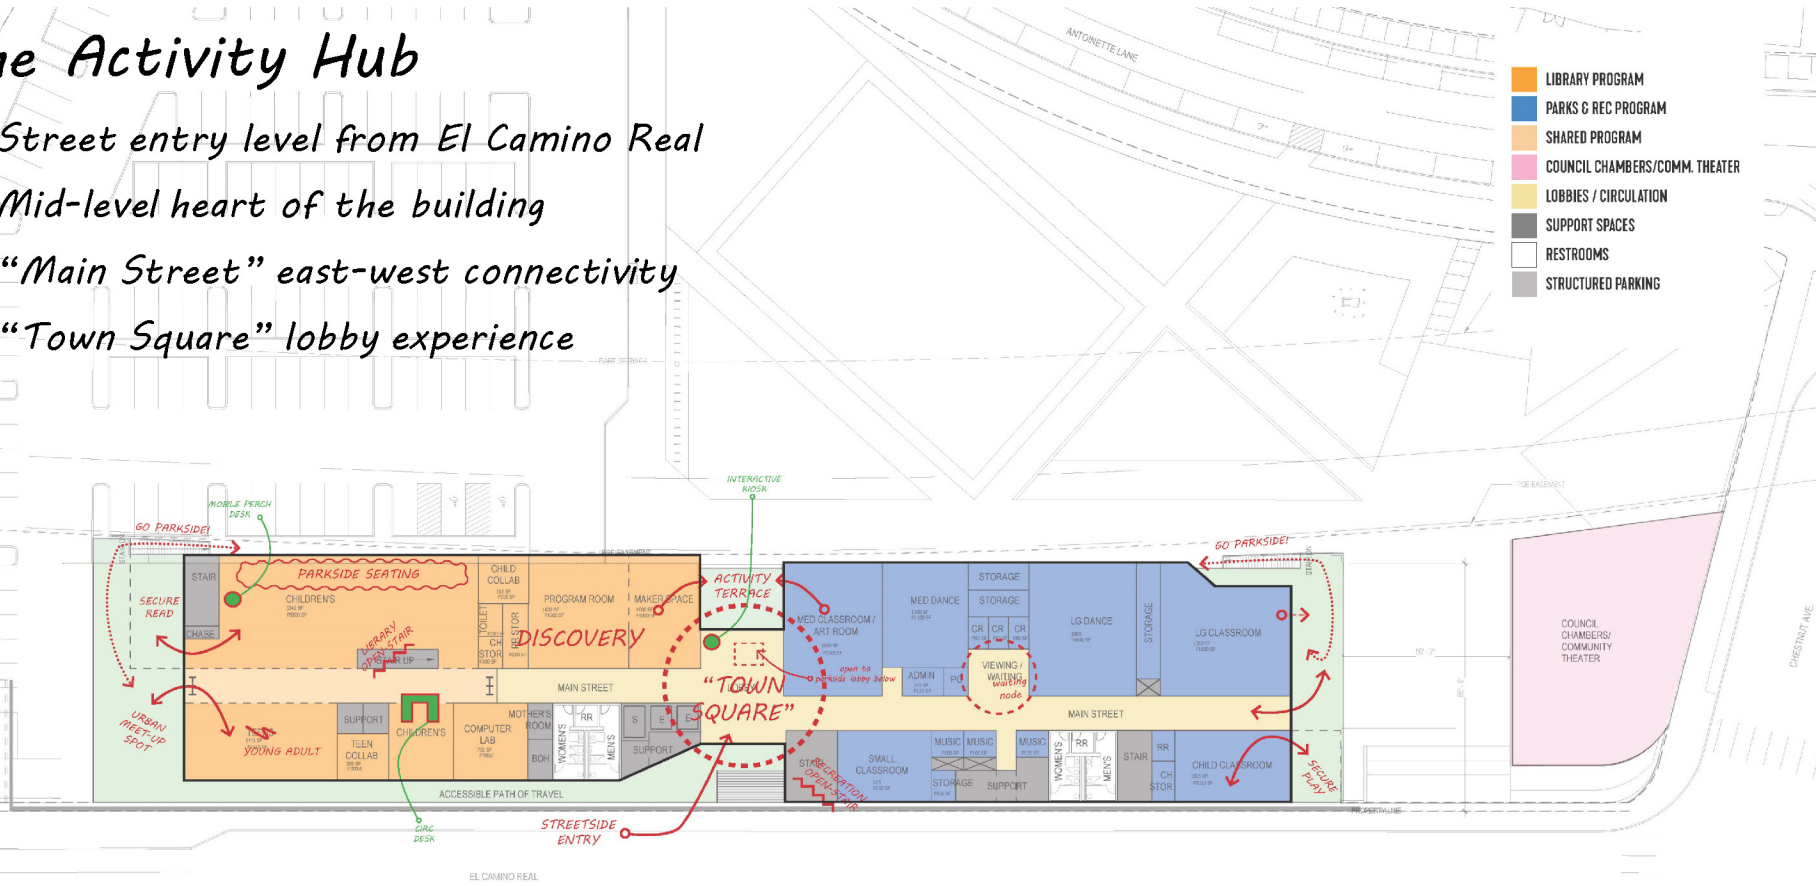 Activity Hub
Street entry level from El Camino Real
Mid-level heart of the building
“Main Street” east-west connectivity
“Town Square” lobby experience
ANTOINETTE LANE
LIBRARY PROGRAM
PARKS & REC PROGRAM
SHARED PROGRAM
COUNCIL CHAMBERS/COMM. THEATER
LOBBIES / CIRCULATION
SUPPORT SPACES
RESTROOMS
STRUCTURED PARKING
INTERACTIVE
KIOSK
MOBILE PERCH
DESK
GO PARKSIDE!
GO PARKSIDE!
STAIR
PARKSIDE SEATING
CHILDREN'S
CHILD
COLLAB
PROGRAM ROOM
MAKER SPACE
ACTIVITY
TERRACE
SECURE
READ
CHASE
LIBRARY
OPEN-STAIR
STAIR UP
TOILET
CH
STOR
DISCOVERY
MED CLASSROOM /
ART ROOM
MED DANCE
STORAGE
STORAGE
CR
CR
CR
LG DANCE
STORAGE
LG CLASSROOM
VIEWING /
WAITING
waiting
node
ADMIN
open to
parkside lobby below
LOBBY
“TOWN
SQUARE”
MAIN STREET
MAIN STREET
URBAN
MEET-UP
SPOT
YOUNG ADULT
SUPPORT
TEEN
COLLAB
CHILDREN'S
COMPUTER
LAB
MOTHER'S
ROOM
BOH
WOMEN'S
RR
MEN'S
S
E
E
SUPPORT
STAIR
RECREATION
OPEN-STAIR
SMALL
CLASSROOM
MUSIC
MUSIC
MUSIC
STORAGE
SUPPORT
WOMEN'S
RR
MEN'S
STAIR
RR
CH
STOR
CHILD CLASSROOM
SECURE
PLAY
ACCESSIBLE PATH OF TRAVEL
CIRC
DESK
STREETSIDE
ENTRY
PROPERTY LINE
EL CAMINO REAL
COUNCIL
CHAMBERS/
COMMUNITY
THEATER
CHESTNUT AVE.